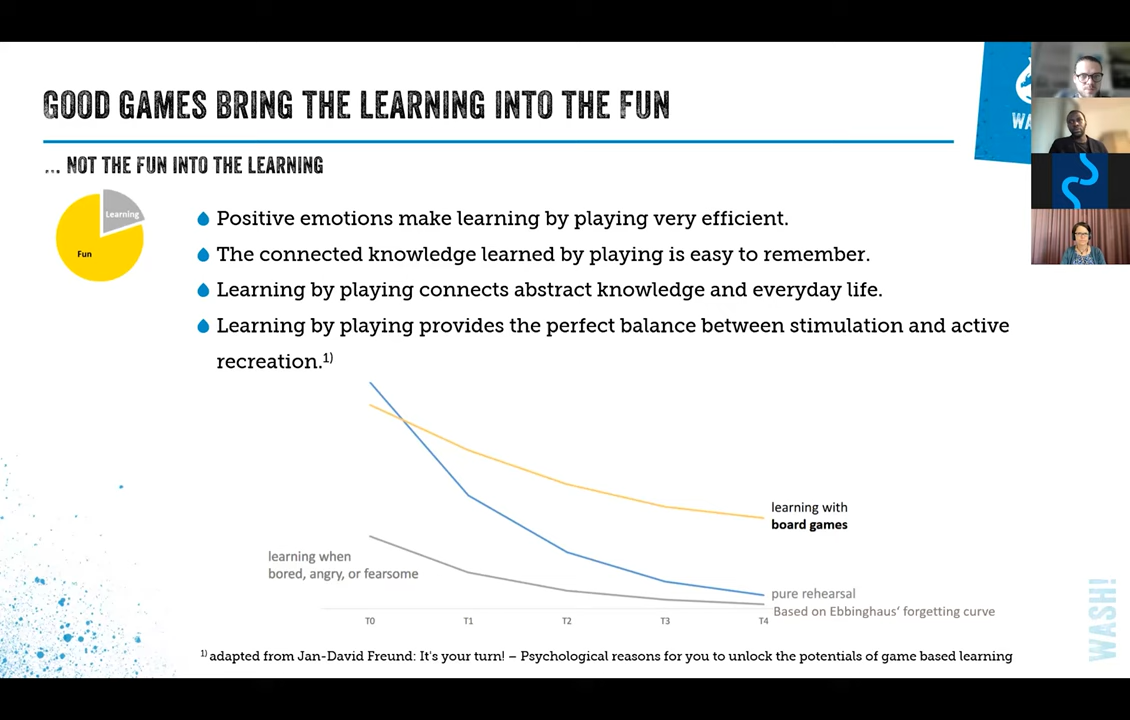 GOOD GAMES BRING THE LEARNING INTO THE FUN
... NOT THE FUN INTO THE LEARNING
Learning
Fun
Positive emotions make learning by playing very efficient.
The connected knowledge learned by playing is easy to remember.
Learning by playing connects abstract knowledge and everyday life.
Learning by playing provides the perfect balance between stimulation and active
recreation.1)
learning with
board games
learning when
bored, angry, or fearsome
pure rehearsal
Based on Ebbinghaus' forgetting curve
T0 T1 T2 T3 T4
1) adapted from Jan-David Freund: It's your turn! – Psychological reasons for you to unlock the potentials of game based learning
WASH!